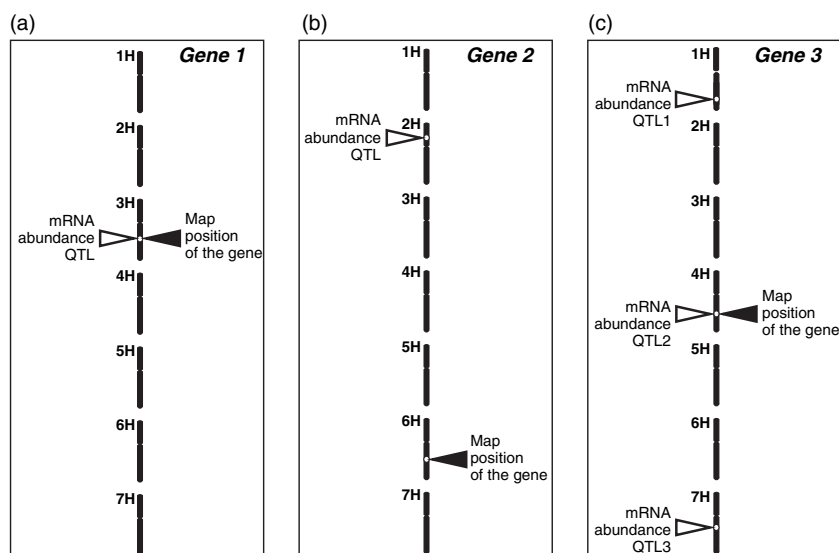 (a)
Gene 1
1H
2H
3H
mRNA
abundance
QTL
Map
position
of the gene
4H
5H
6H
7H
(b)
Gene 2
1H
2H
mRNA
abundance
QTL
3H
4H
5H
6H
Map
position
of the gene
7H
(c)
Gene 3
1H
mRNA
abundance
QTL1
2H
3H
4H
mRNA
abundance
QTL2
Map
position
of the gene
5H
6H
7H
mRNA
abundance
QTL3